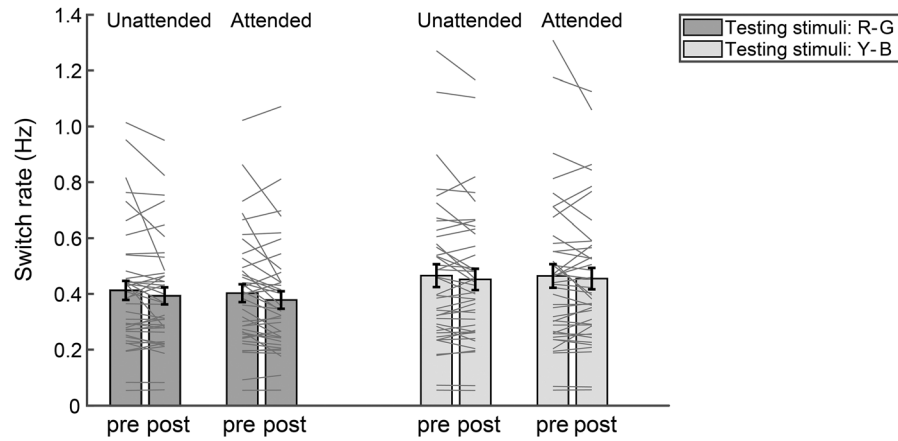 Unattended Attended Unattended Attended
Testing stimuli: R-G
Testing stimuli: Y-B
Switch rate (Hz)
1.4
1.2
1.0
0.8
0.6
0.4
0.2
0
pre post pre post pre post pre post